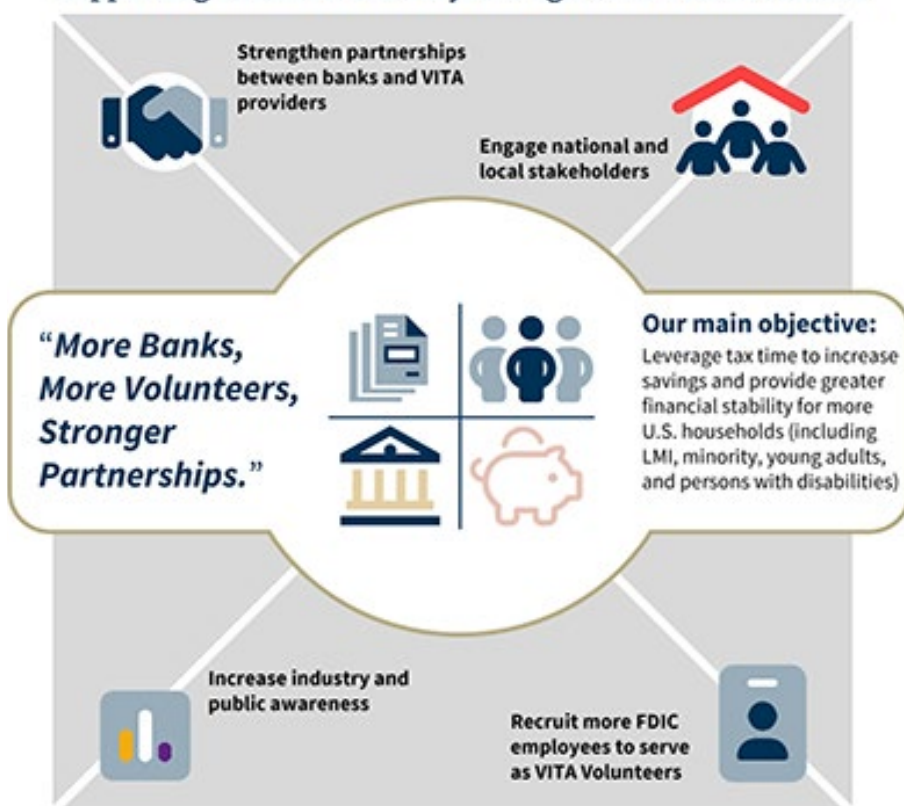 Strengthen partnerships
between banks and VITA
providers
Engage national and
local stakeholders
“More Banks,
More Volunteers,
Stronger
Partnerships.”
Our main objective:
Leverage tax time to increase
savings and provide greater
financial stability for more
U.S. households (including
LMI, minority, young adults,
and persons with disabilities)
Increase industry and
public awareness
Recruit more FDIC
employees to serve
as VITA Volunteers